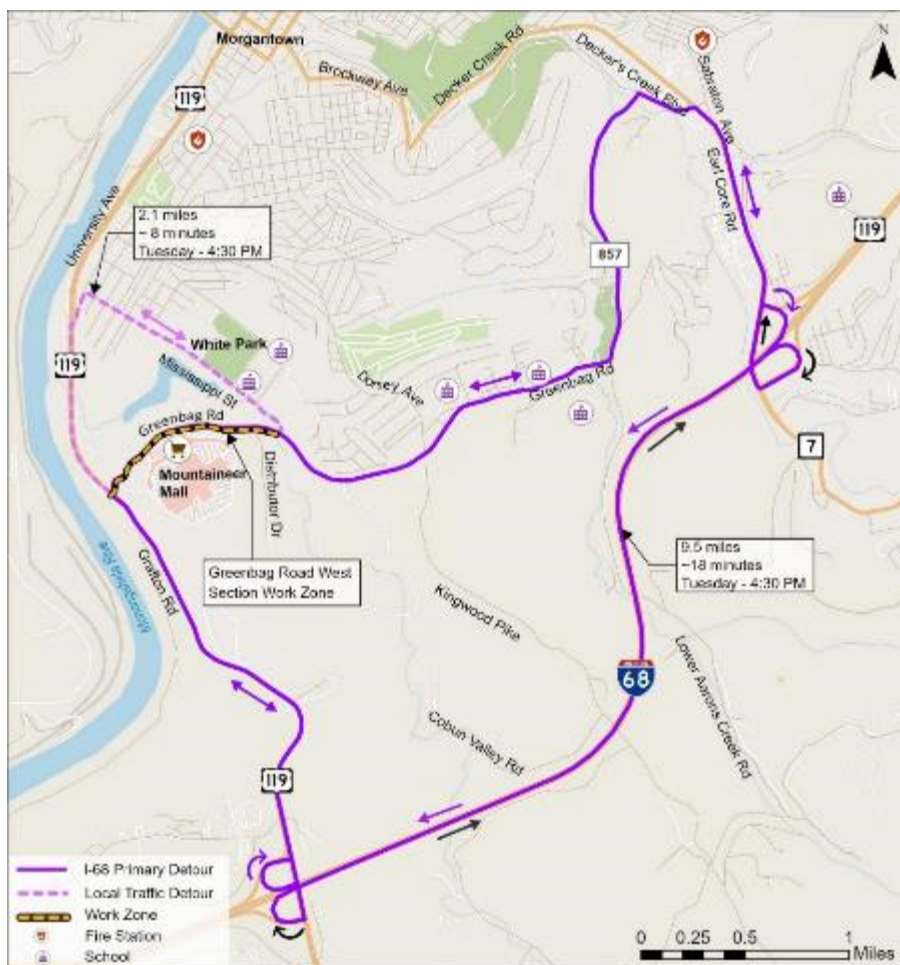 Morgantown
119
Brockway Ave
Decker Creek Rd
Decker's Creek Blvd
Sabraton Ave
Earl Core Rd
N
119
University Ave
2.1 miles
~ 8 minutes
Tuesday - 4:30 PM
857
119
White Park
Mississippi St
Dorsey Ave
Greenbag Rd
Greenbag Rd
Mountaineer
Mall
Distributor Dr
7
Greenbag Road West
Section Work Zone
9.5 miles
~18 minutes
Tuesday - 4:30 PM
Grafton Rd
Kingwood Pike
68
Lower Aarons Creek Rd
Cobun Valley Rd
119
I-68 Primary Detour
Local Traffic Detour
Work Zone
Fire Station
School
0 0.25 0.5 1
Miles